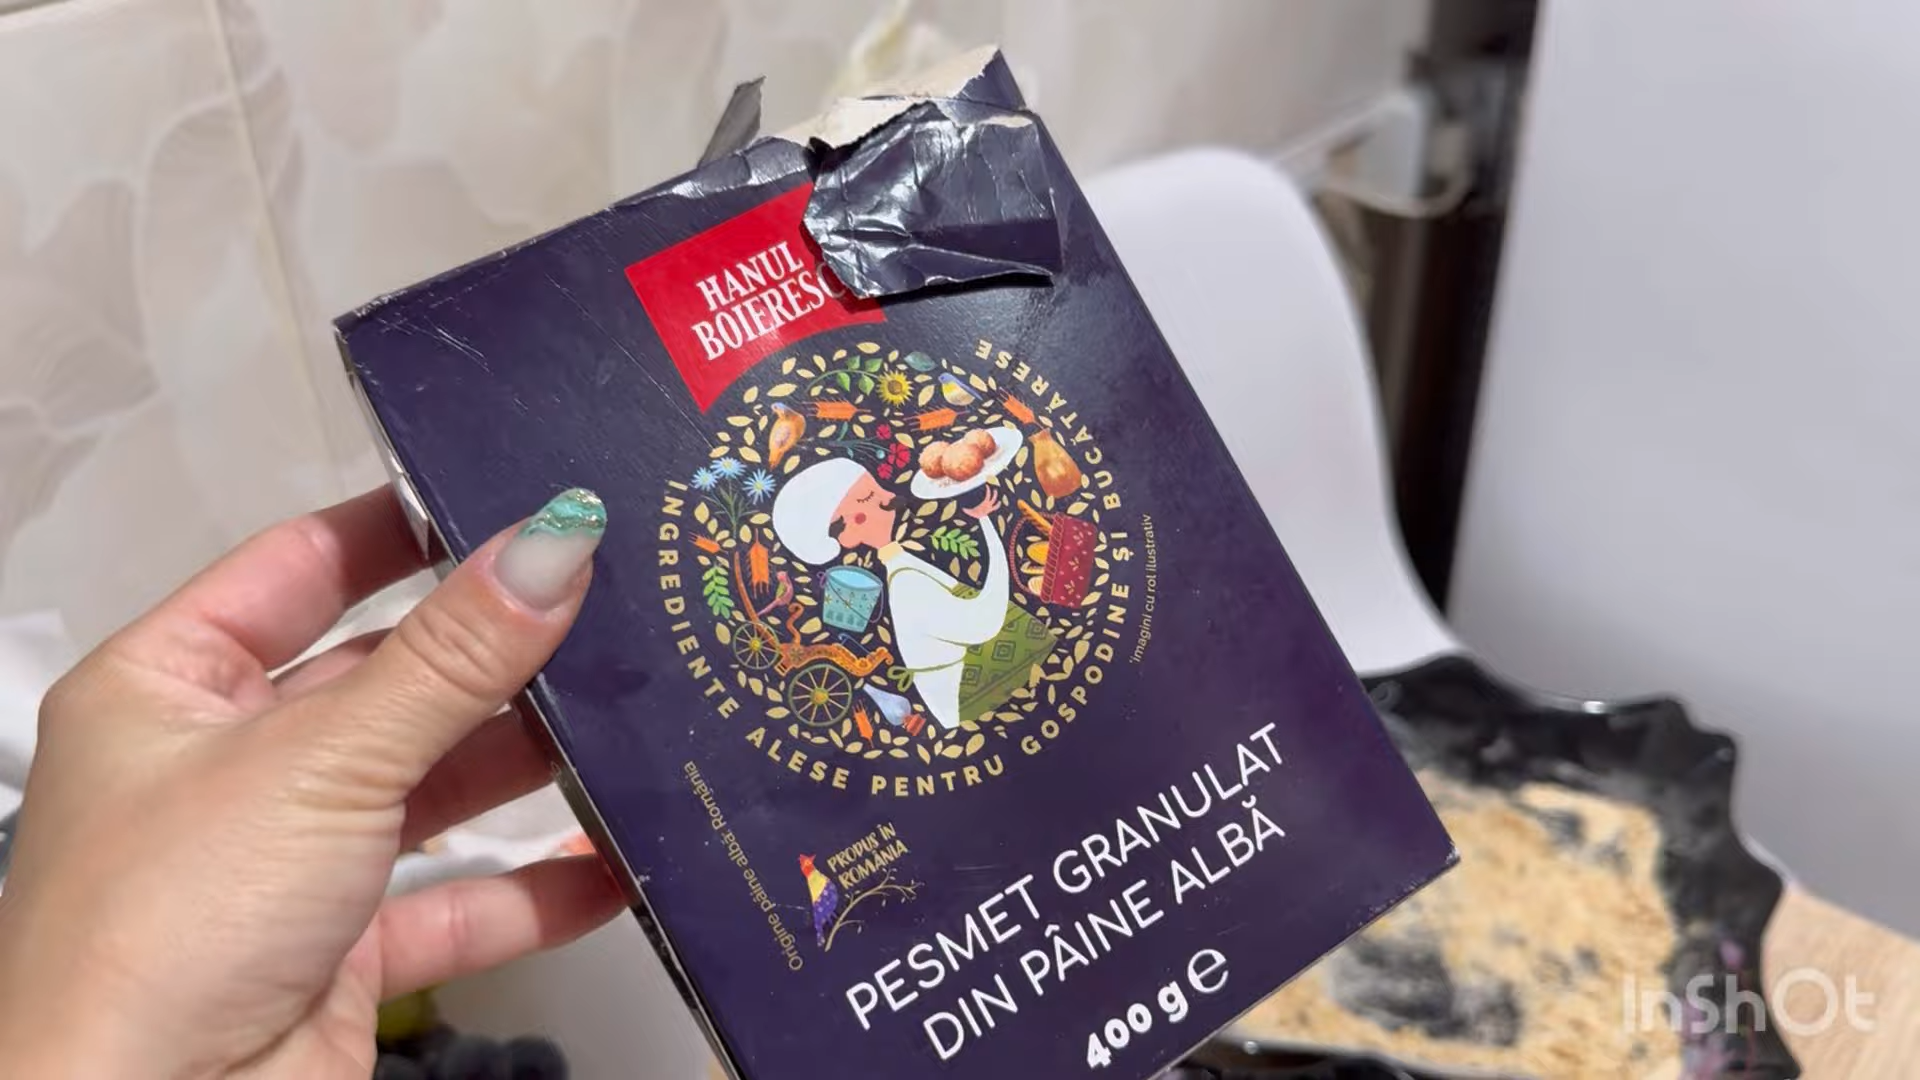 HANUL
BOIERESC
INGREDIENTE ALESE PENTRU GOSPODINE ȘI BUCĂTĂRESE
*imagini cu rol ilustrativ
Origine pâine albă: România
PRODUS ÎN
ROMÂNIA
PESMET GRANULAT
DIN PÂINE ALBĂ
400 g e
InShOt